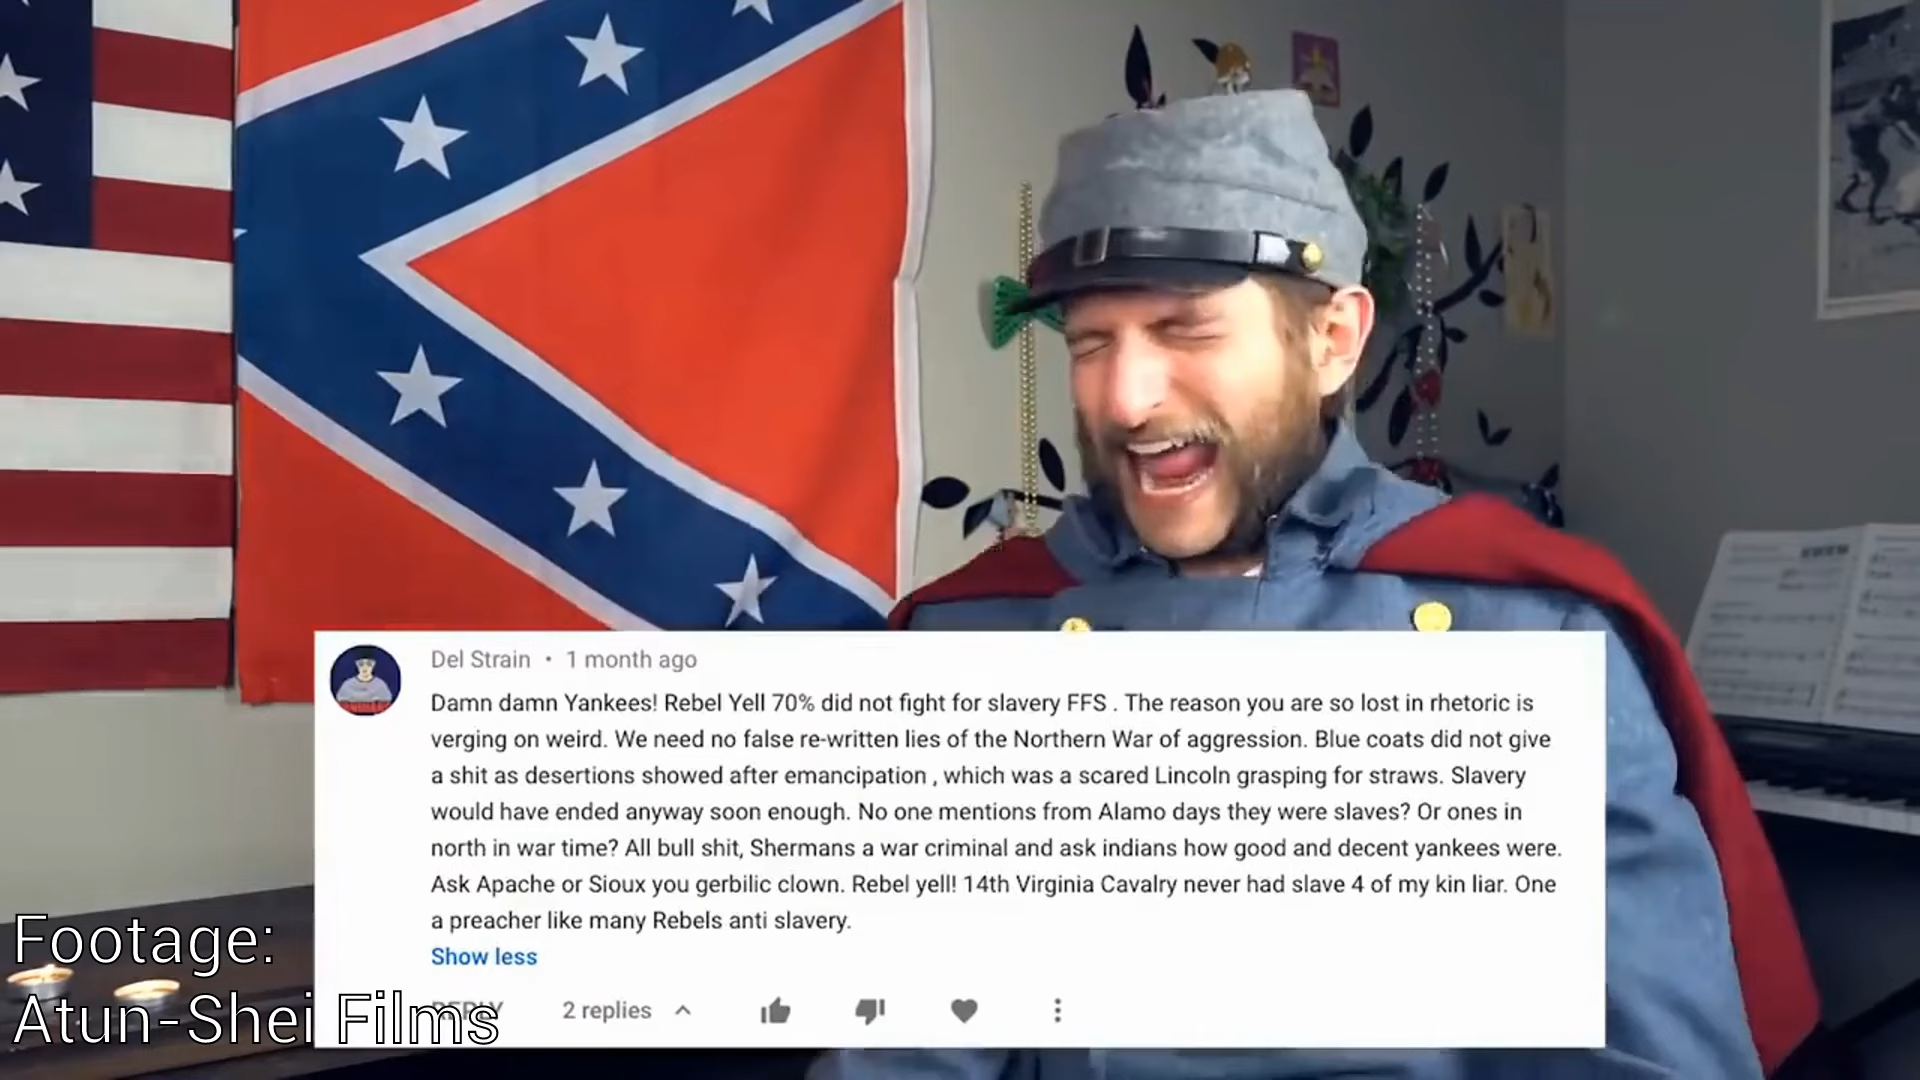 Del Strain • 1 month ago
Damn damn Yankees! Rebel Yell 70% did not fight for slavery FFS . The reason you are so lost in rhetoric is
verging on weird. We need no false re-written lies of the Northern War of aggression. Blue coats did not give
a shit as desertions showed after emancipation , which was a scared Lincoln grasping for straws. Slavery
would have ended anyway soon enough. No one mentions from Alamo days they were slaves? Or ones in
north in war time? All bull shit, Shermans a war criminal and ask indians how good and decent yankees were.
Ask Apache or Sioux you gerbilic clown. Rebel yell! 14th Virginia Cavalry never had slave 4 of my kin liar. One
a preacher like many Rebels anti slavery.
Show less
REPLY
2 replies
Footage:
Atun-Shei Films